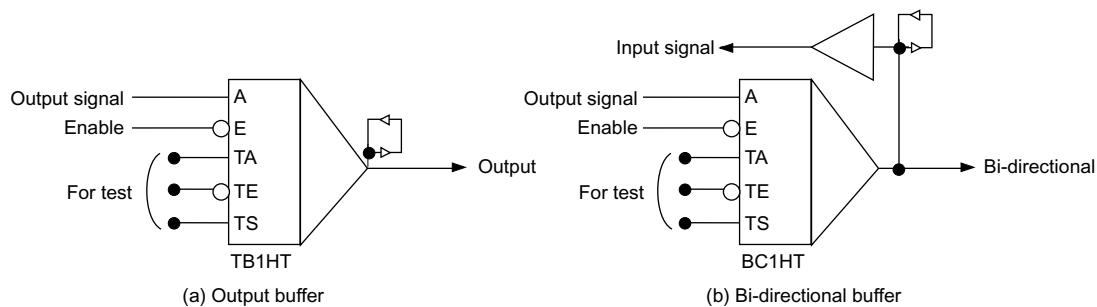 Output signal
Enable
For test
A
E
TA
TE
TS
Output
TB1HT
(a) Output buffer
Input signal
Output signal
Enable
For test
A
E
TA
TE
TS
Bi-directional
BC1HT
(b) Bi-directional buffer